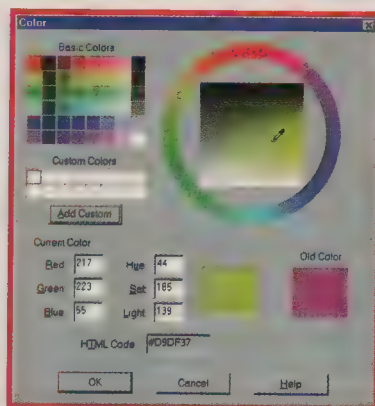 Color
Basic Colors
Custom Colors
Add Custom
Current Color
Old Color
Red 217 Hue 44
Green 223 Sat 185
Blue 55 Light 139
HTML Code #D9DF37
OK Cancel Help